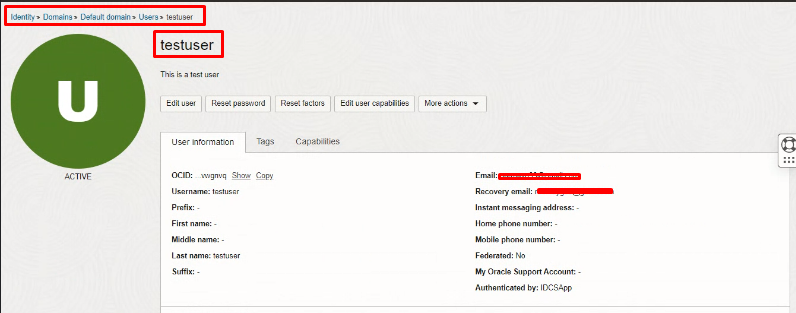 Identity » Domains » Default domain » Users » testuser
testuser
This is a test user
U
ACTIVE
Edit user Reset password Reset factors Edit user capabilities More actions
User information Tags Capabilities
OCID: ...vwgnvq Show Copy
Username: testuser
Prefix: -
First name: -
Middle name: -
Last name: testuser
Suffix: -
Email:
Recovery email:
Instant messaging address: -
Home phone number: -
Mobile phone number: -
Federated: No
My Oracle Support Account: -
Authenticated by: IDCSApp